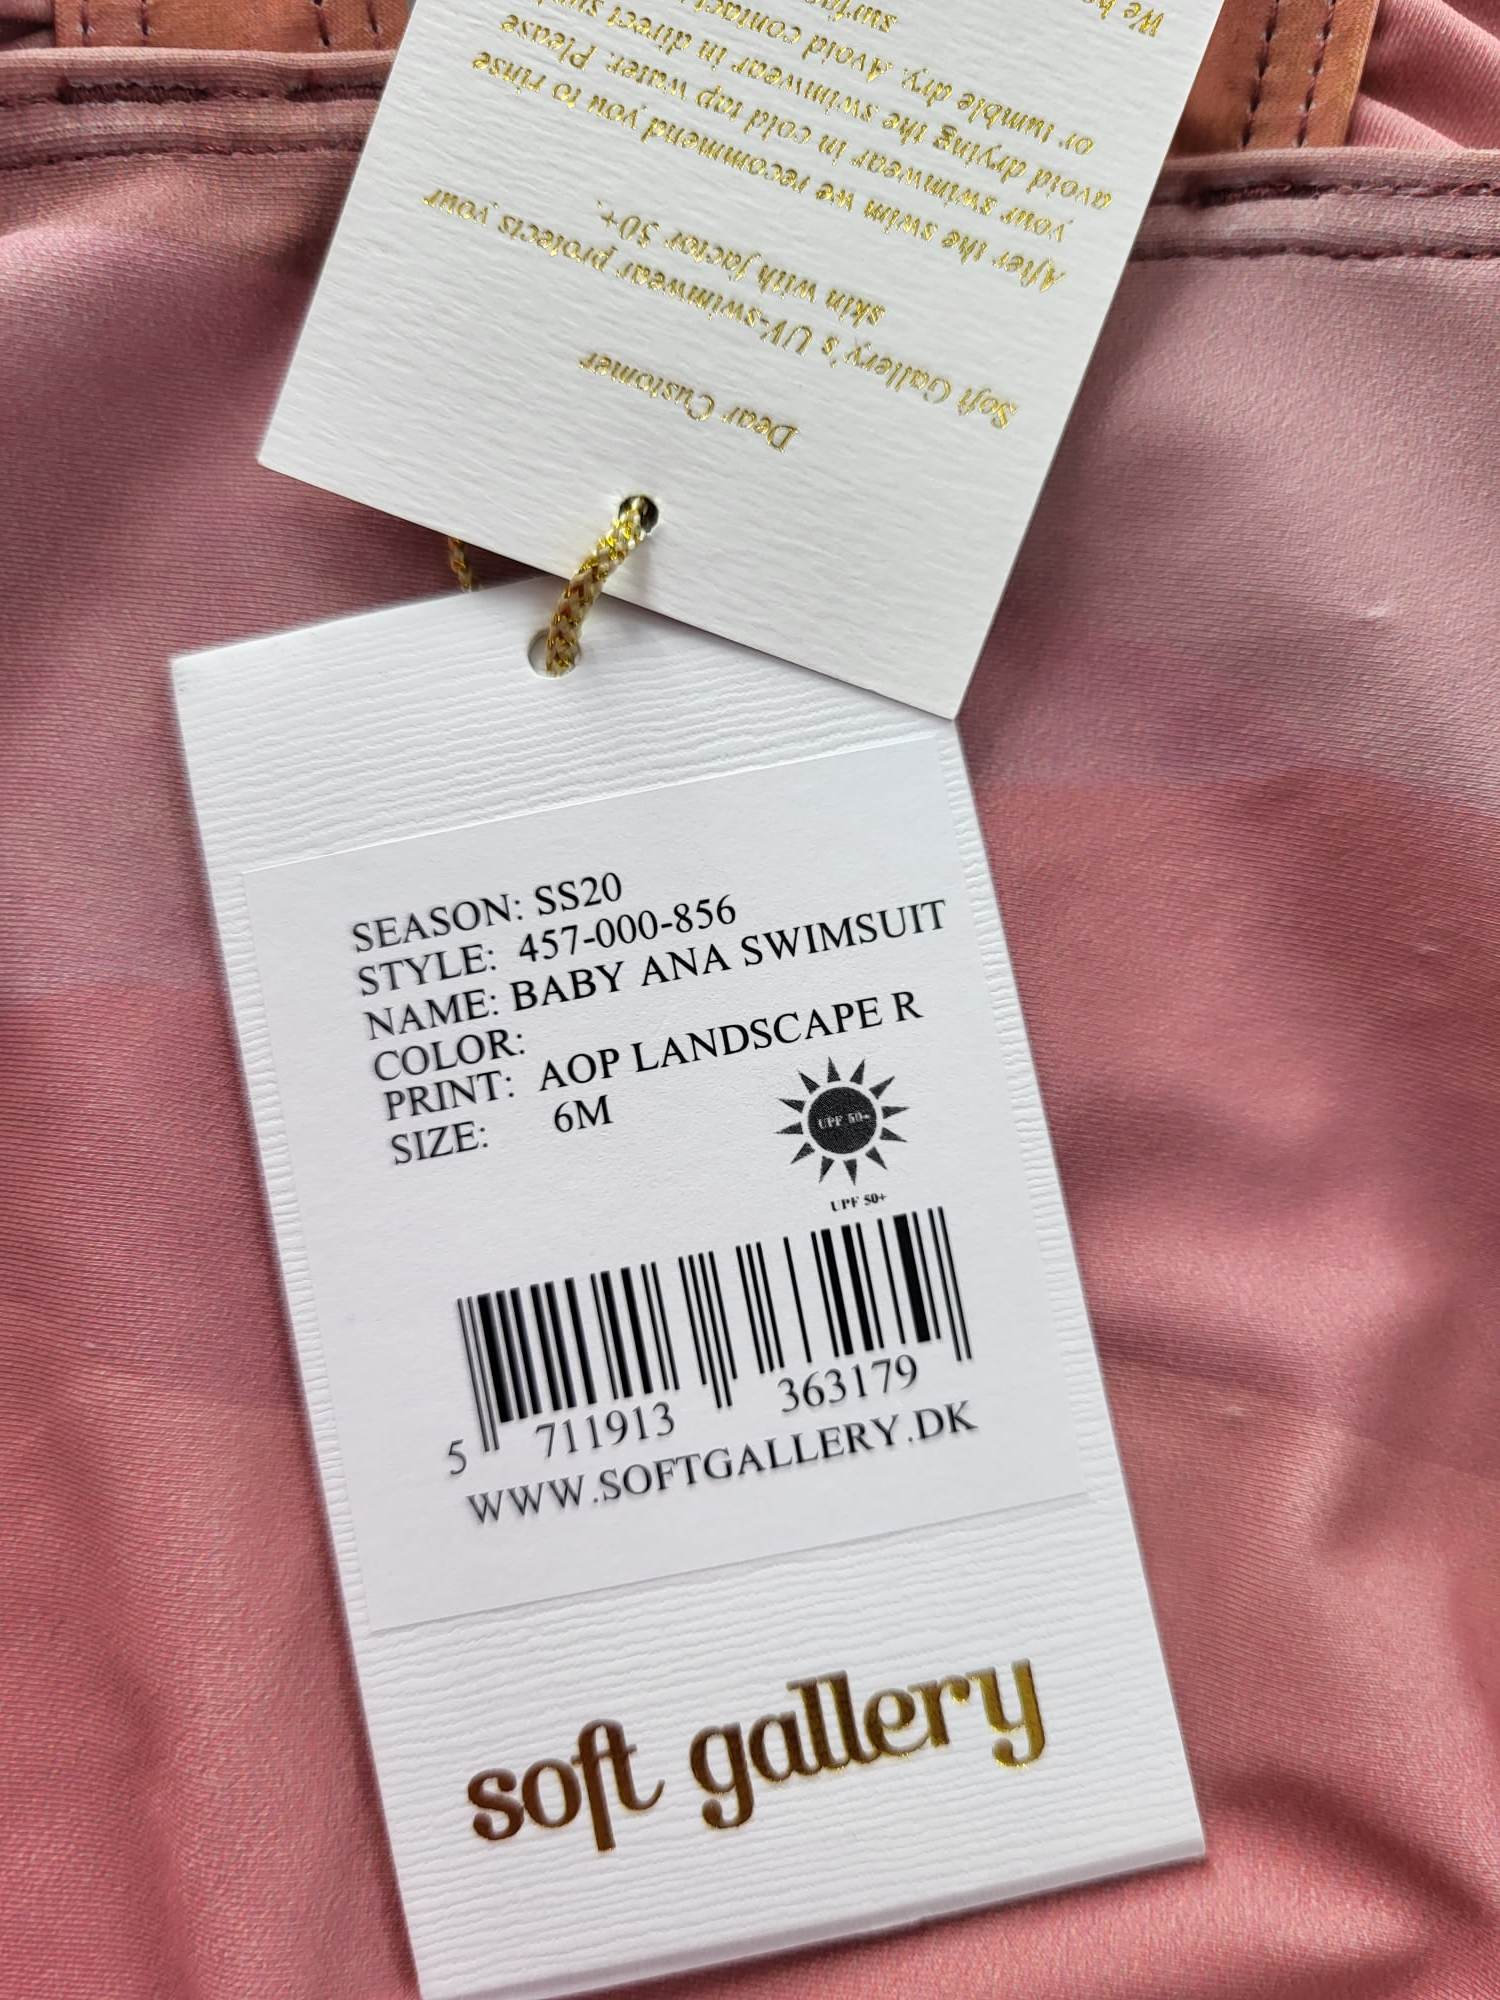 Dear Customer
Soft Gallery's UV-swimwear protects your
skin with factor 50+.
After the swim we recommend you to rinse
your swimwear in cold tap water. Please
avoid drying the swimwear in direct
or tumble dry. Avoid contact
We
SEASON: SS20
STYLE: 457-000-856
NAME: BABY ANA SWIMSUIT
COLOR:
PRINT: AOP LANDSCAPE R
SIZE: 6M
UPF 50+
UPF 50+
5 711913 363179
WWW.SOFTGALLERY.DK
soft gallery